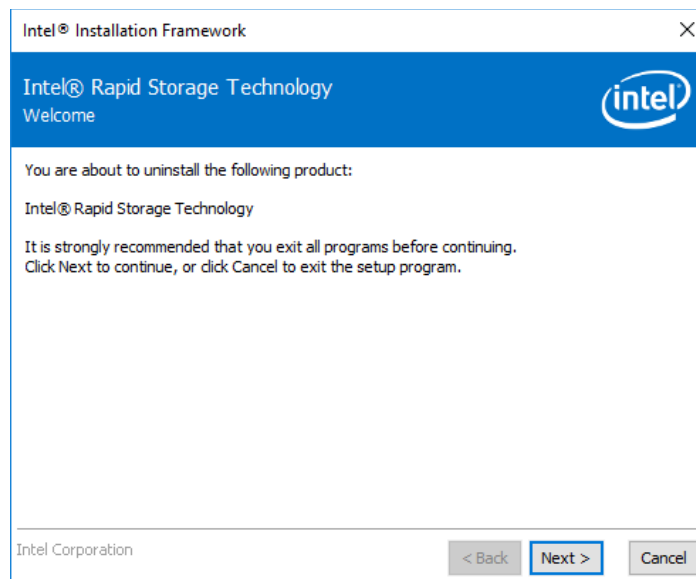 Intel® Installation Framework
Intel® Rapid Storage Technology
Welcome
intel
You are about to uninstall the following product:
Intel® Rapid Storage Technology
It is strongly recommended that you exit all programs before continuing.
Click Next to continue, or click Cancel to exit the setup program.
Intel Corporation
< Back Next > Cancel